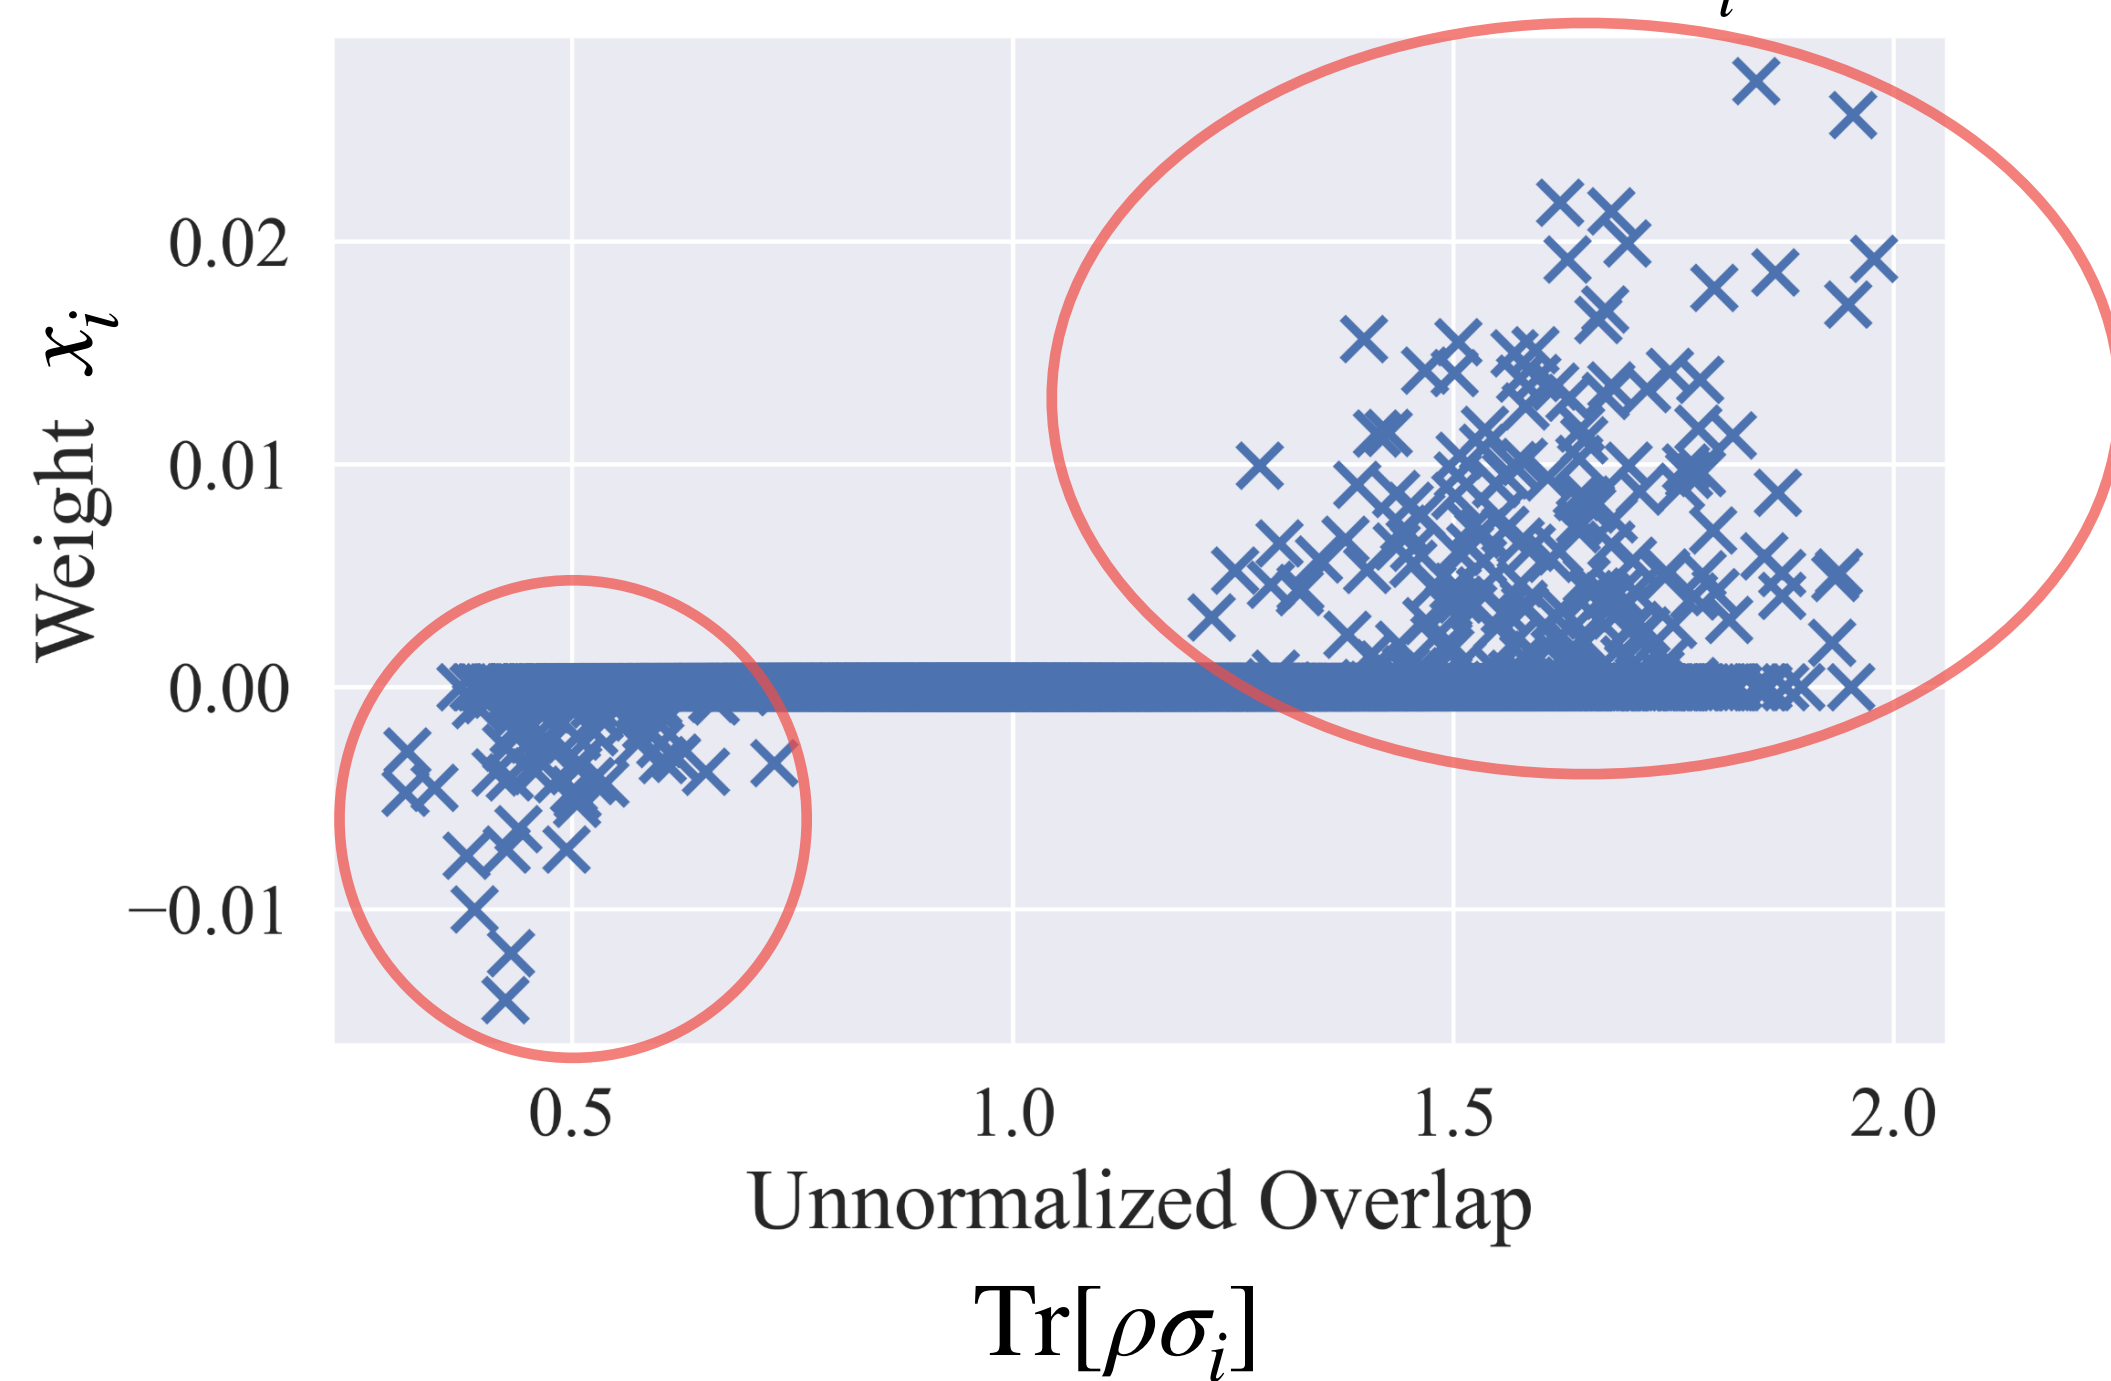 i
0.02
0.01
0.00
−0.01
Weight x_i
0.5 1.0 1.5 2.0
Unnormalized Overlap
Tr[ρσ_i]